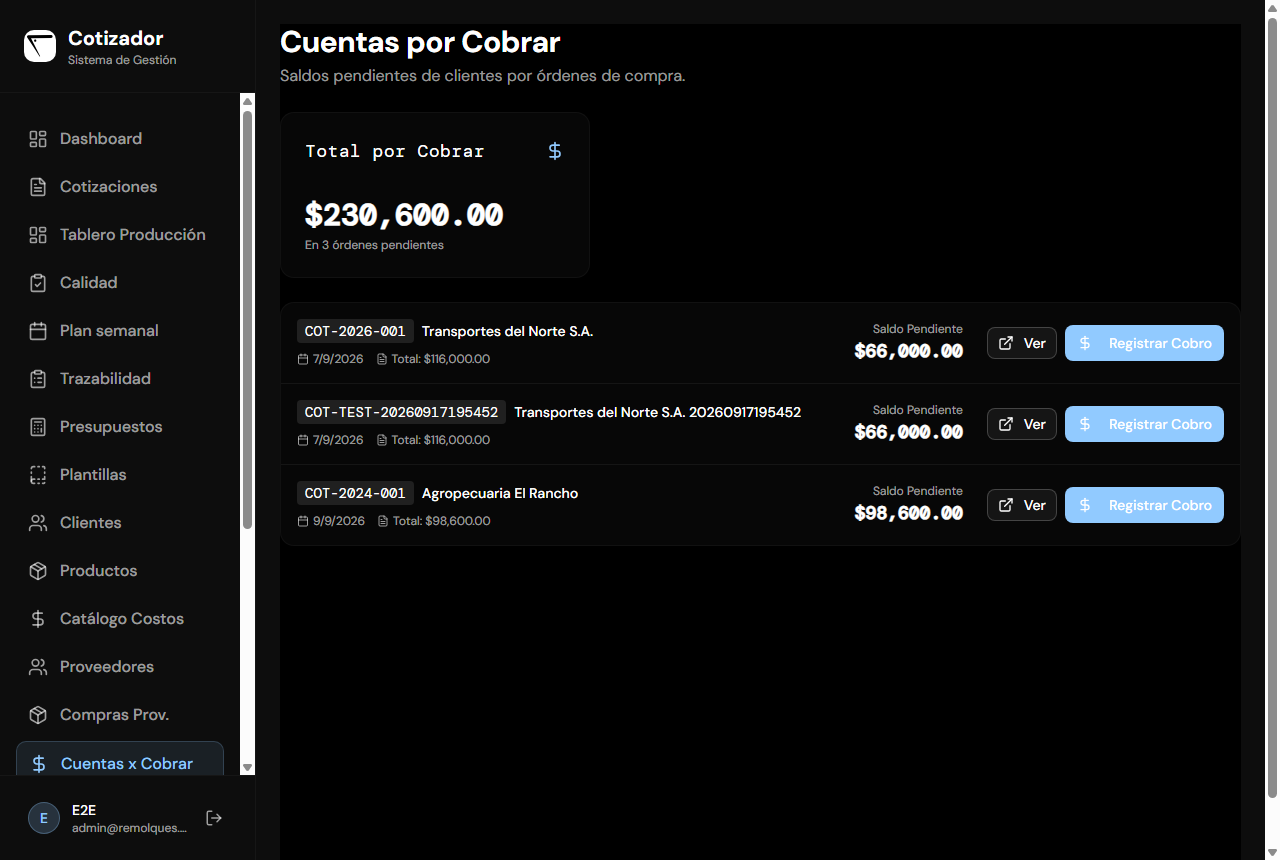 Cotizador
Sistema de Gestión
Dashboard
Cotizaciones
Tablero Producción
Calidad
Plan semanal
Trazabilidad
Presupuestos
Plantillas
Clientes
Productos
Catálogo Costos
Proveedores
Compras Prov.
Cuentas x Cobrar
E
E2E
admin@remolques....
Cuentas por Cobrar
Saldos pendientes de clientes por órdenes de compra.
Total por Cobrar
$230,600.00
En 3 órdenes pendientes
COT-2026-001 Transportes del Norte S.A.
7/9/2026 Total: $116,000.00
Saldo Pendiente
$66,000.00
Ver
Registrar Cobro
COT-TEST-20260917195452 Transportes del Norte S.A. 20260917195452
7/9/2026 Total: $116,000.00
Saldo Pendiente
$66,000.00
Ver
Registrar Cobro
COT-2024-001 Agropecuaria El Rancho
9/9/2026 Total: $98,600.00
Saldo Pendiente
$98,600.00
Ver
Registrar Cobro